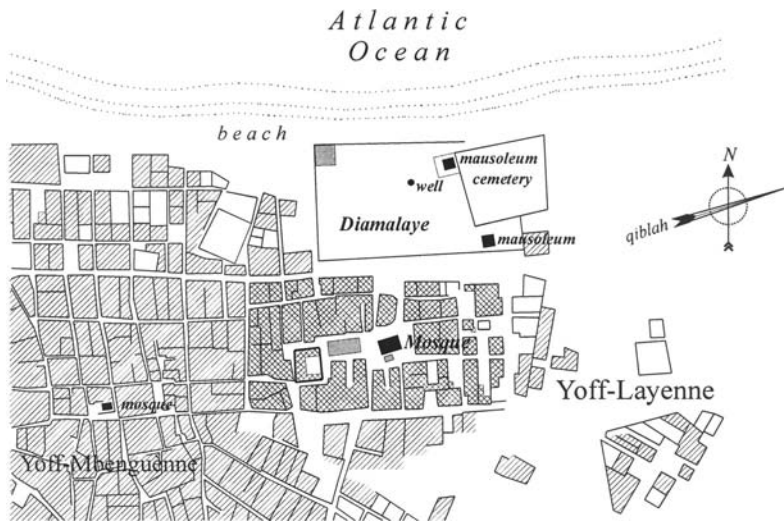 Atlantic
Ocean
beach
mausoleum
cemetery
well
Diamalaye
mausoleum
N
qiblah
Mosque
mosque
Yoff-Layenne
Yoff-Mbenguenne